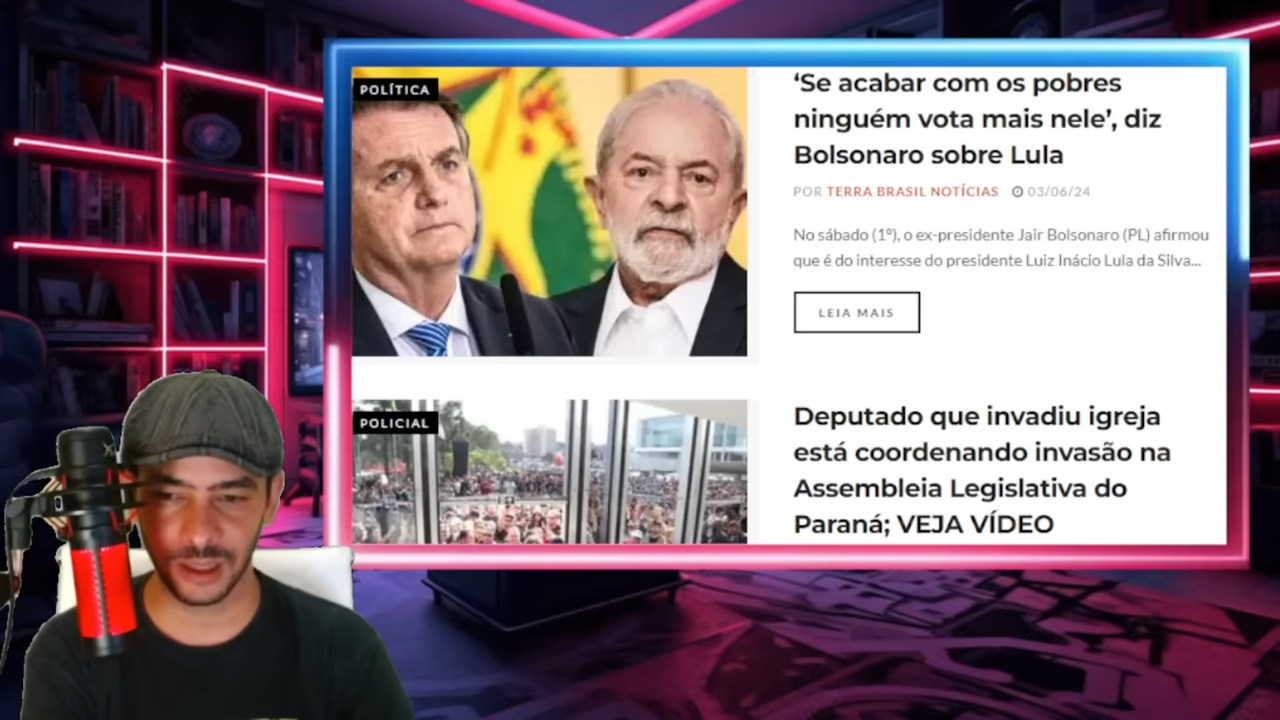 POLÍTICA
‘Se acabar com os pobres
ninguém vota mais nele’, diz
Bolsonaro sobre Lula
POR TERRA BRASIL NOTÍCIAS 03/06/24
No sábado (1º), o ex-presidente Jair Bolsonaro (PL) afirmou
que é do interesse do presidente Luiz Inácio Lula da Silva...
LEIA MAIS
POLICIAL
Deputado que invadiu igreja
está coordenando invasão na
Assembleia Legislativa do
Paraná; VEJA VÍDEO